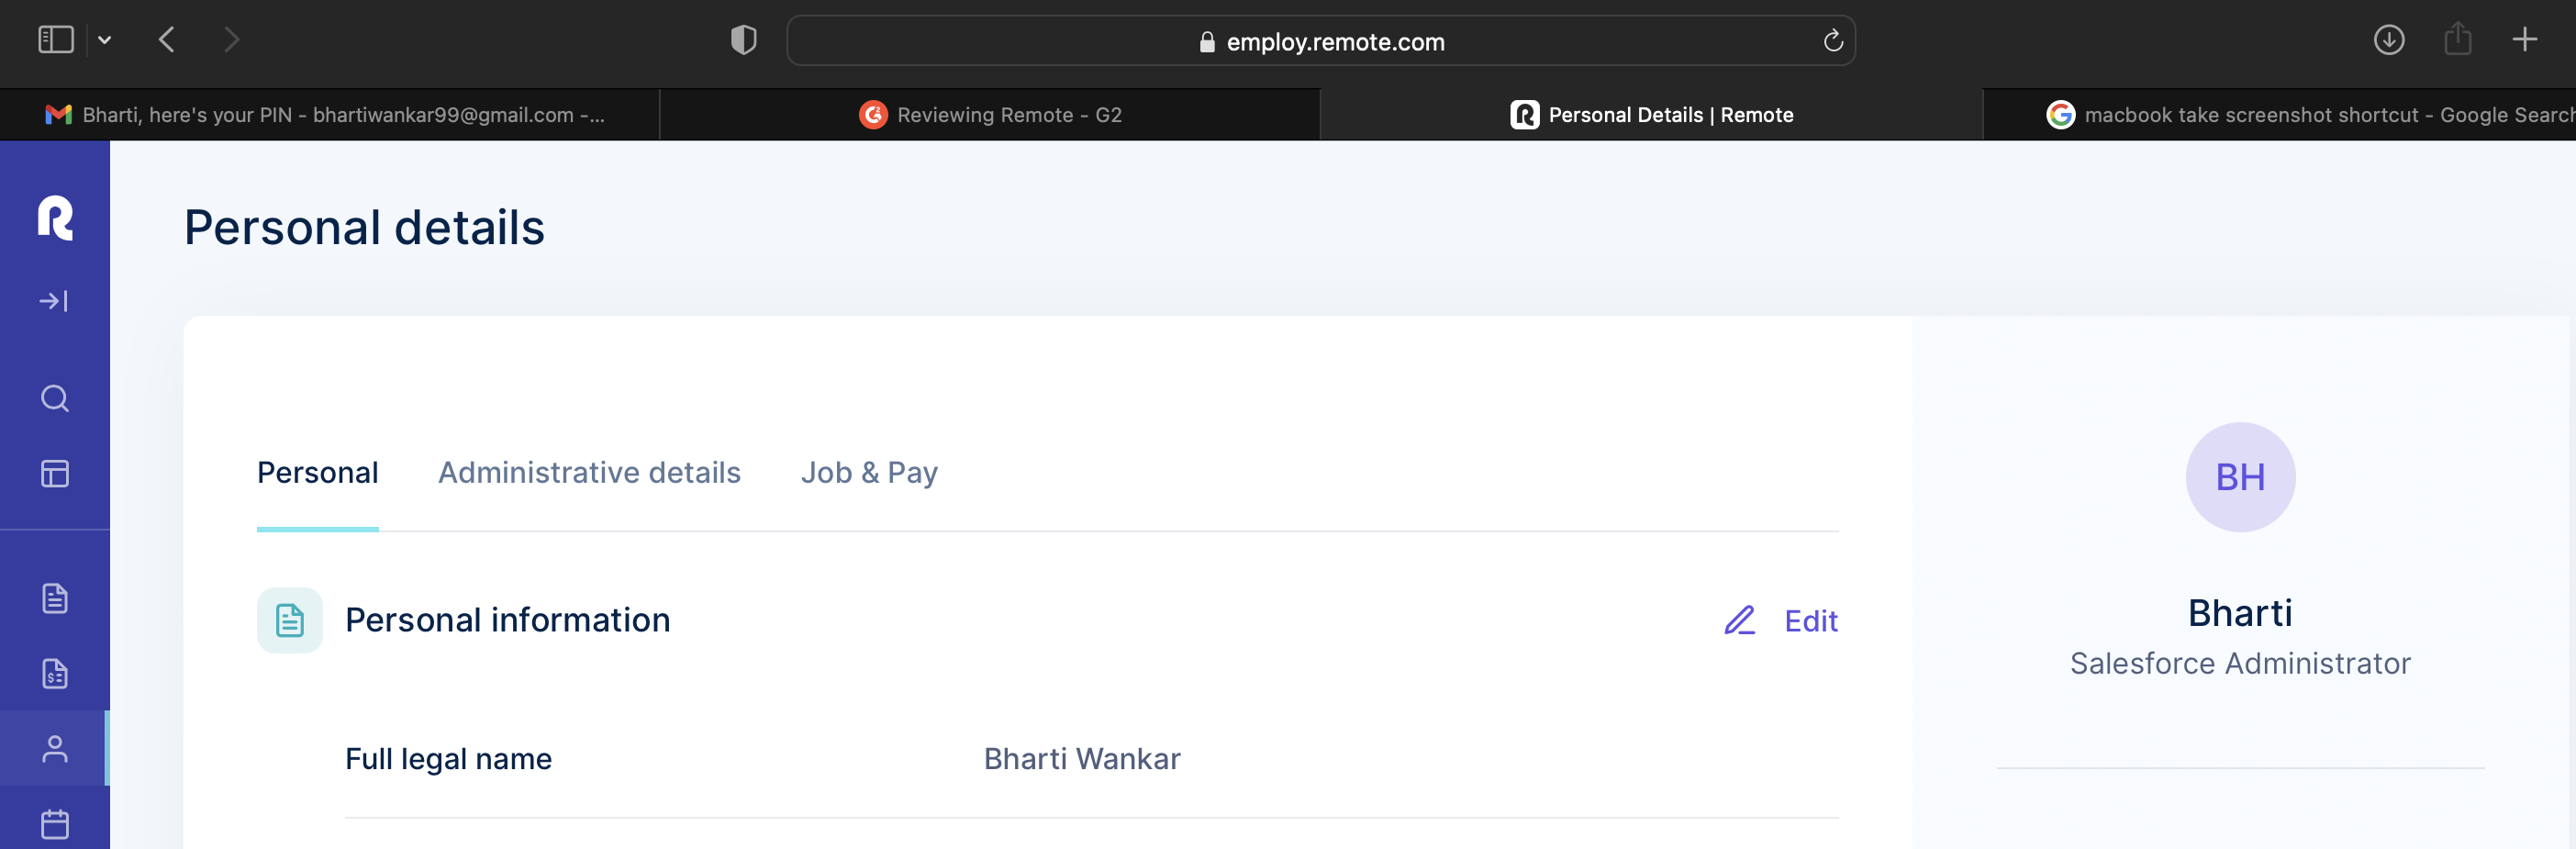 employ.remote.com
Bharti, here's your PIN - bhartiwankar99@gmail.com -...
Reviewing Remote - G2
Personal Details | Remote
macbook take screenshot shortcut - Google Search
Personal details
Personal
Administrative details
Job & Pay
BH
Personal information
Edit
Bharti
Salesforce Administrator
Full legal name
Bharti Wankar